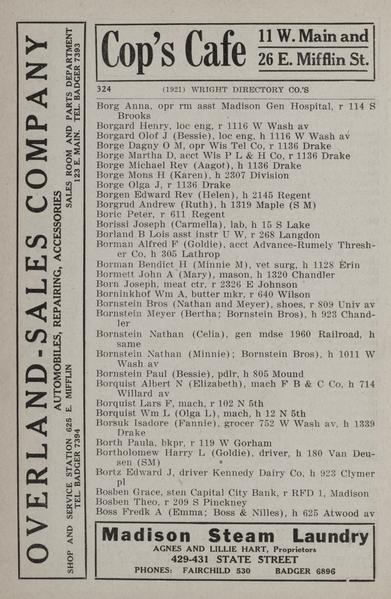 OVERLAND-SALES COMPANY
AUTOMOBILES, REPAIRING, ACCESSORIES
SHOP AND SERVICE STATION, 625 E. MIFFLIN
TEL. BADGER 7394
SALES ROOM AND PARTS DEPARTMENT
123 E. MAIN. TEL. BADGER 7393
Cop's Cafe
11 W. Main and
26 E. Mifflin St.
324 (1921) WRIGHT DIRECTORY CO.'S
Borg Anna, opr rm asst Madison Gen Hospital, r 114 S
Brooks
Borgard Henry, loc eng, r 1116 W Wash av
Borgard Olof J (Bessie), loc eng, h 1116 W Wash av
Borge Dagny O M, opr Wis Tel Co, r 1136 Drake
Borge Martha D, acct Wis P L & H Co, r 1136 Drake
Borge Michael Rev (Aagot), h 1136 Drake
Borge Mons H (Karen), h 2307 Division
Borge Olga J, r 1136 Drake
Borgen Edward Rev (Helen), h 2145 Regent
Borgrud Andrew (Ruth), h 1319 Maple (S M)
Boric Peter, r 611 Regent
Borissi Joseph (Carmella), lab, h 15 S Lake
Borland B Lois asst instr U W, r 268 Langdon
Borman Alfred F (Goldie), acct Advance-Rumely Thresh-
er Co, h 305 Lathrop
Borman Bendict H (Minnie M), vet surg, h 1128 Erin
Bormett John A (Mary), mason, h 1320 Chandler
Born Joseph, meat ctr, r 2326 E Johnson
Borninkhof Wm A, butter mkr, r 640 Wilson
Bornstein Bros (Nathan and Meyer), shoes, r 809 Univ av
Bornstein Meyer (Bertha; Bornstein Bros), h 923 Chand-
ler
Bornstein Nathan (Celia), gen mdse 1960 Railroad, h
same
Bornstein Nathan (Minnie; Bornstein Bros), h 1011 W
Wash av
Bornstein Paul (Bessie), pdlr, h 805 Mound
Borquist Albert N (Elizabeth), mach F B & C Co, h 714
Willard av
Borquist Lars F, mach, r 102 N 5th
Borquist Wm L (Olga L), mach, h 12 N 5th
Borsuk Isadore (Fannie), grocer 752 W Wash av, h 1339
Drake
Borth Paula, bkpr, r 119 W Gorham
Bortholomew Harry L (Goldie), driver, h 180 Van Deu-
sen (SM)
Bortz Edward J, driver Kennedy Dairy Co, h 923 Clymer
pl
Bosben Grace, sten Capital City Bank, r RFD 1, Madison
Bosben Theo, r 209 S Pinckney
Boss Fredk A (Emma; Boss & Nilles), h 625 Atwood av
Madison Steam Laundry
AGNES AND LILLIE HART, Proprietors
429-431 STATE STREET
PHONES: FAIRCHILD 530 BADGER 6896